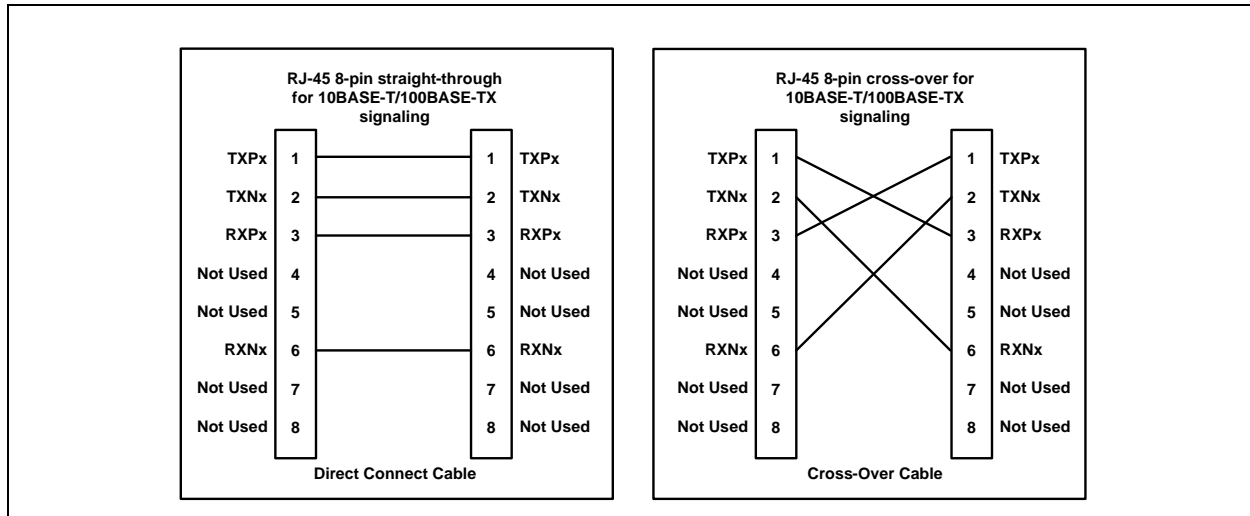 RJ-45 8-pin straight-through
for 10BASE-T/100BASE-TX
signaling
TXPx 1 1 TXPx
TXNx 2 2 TXNx
RXPx 3 3 RXPx
Not Used 4 4 Not Used
Not Used 5 5 Not Used
RXNx 6 6 RXNx
Not Used 7 7 Not Used
Not Used 8 8 Not Used
Direct Connect Cable
RJ-45 8-pin cross-over for
10BASE-T/100BASE-TX
signaling
TXPx 1 1 TXPx
TXNx 2 2 TXNx
RXPx 3 3 RXPx
Not Used 4 4 Not Used
Not Used 5 5 Not Used
RXNx 6 6 RXNx
Not Used 7 7 Not Used
Not Used 8 8 Not Used
Cross-Over Cable